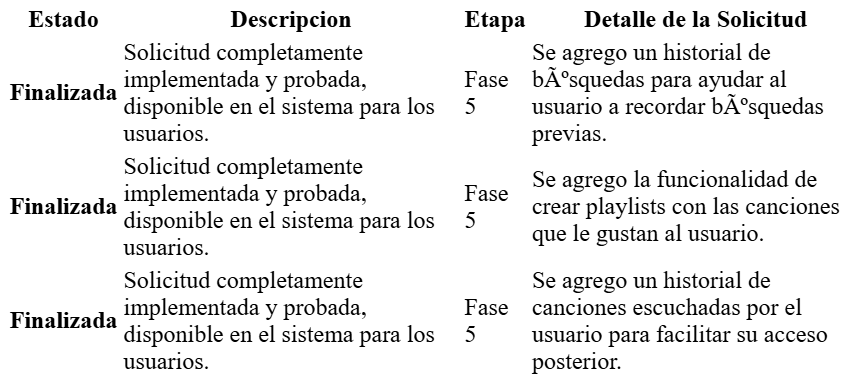 Estado Descripcion Etapa Detalle de la Solicitud
Finalizada
Solicitud completamente
implementada y probada,
disponible en el sistema para los
usuarios.
Fase
5
Se agrego un historial de
bÃºsquedas para ayudar al
usuario a recordar bÃºsquedas
previas.
Finalizada
Solicitud completamente
implementada y probada,
disponible en el sistema para los
usuarios.
Fase
5
Se agrego la funcionalidad de
crear playlists con las canciones
que le gustan al usuario.
Finalizada
Solicitud completamente
implementada y probada,
disponible en el sistema para los
usuarios.
Fase
5
Se agrego un historial de
canciones escuchadas por el
usuario para facilitar su acceso
posterior.